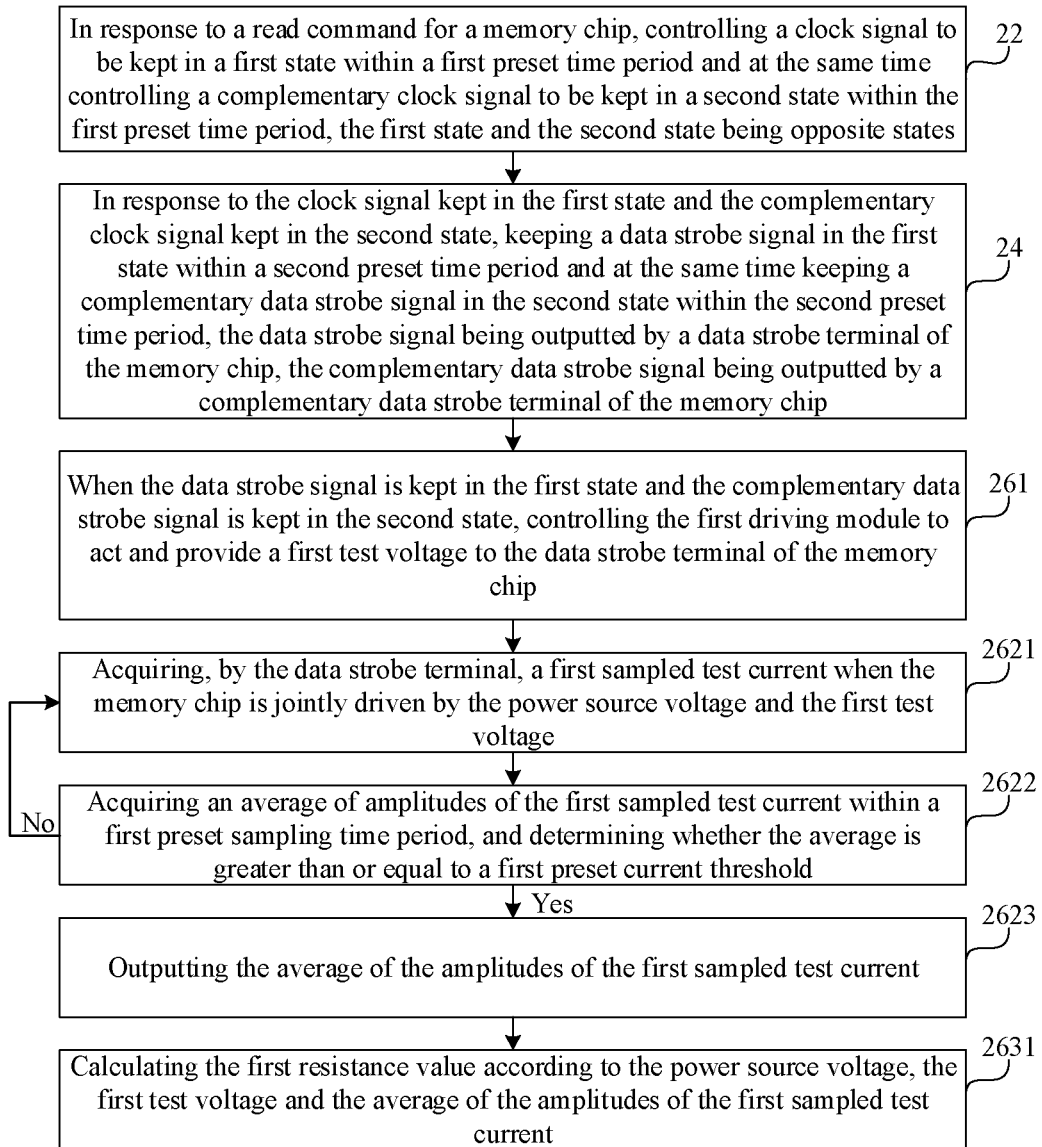 In response to a read command for a memory chip, controlling a clock signal to
be kept in a first state within a first preset time period and at the same time
controlling a complementary clock signal to be kept in a second state within the
first preset time period, the first state and the second state being opposite states
22
In response to the clock signal kept in the first state and the complementary
clock signal kept in the second state, keeping a data strobe signal in the first
state within a second preset time period and at the same time keeping a
complementary data strobe signal in the second state within the second preset
time period, the data strobe signal being outputted by a data strobe terminal of
the memory chip, the complementary data strobe signal being outputted by a
complementary data strobe terminal of the memory chip
24
When the data strobe signal is kept in the first state and the complementary data
strobe signal is kept in the second state, controlling the first driving module to
act and provide a first test voltage to the data strobe terminal of the memory
chip
261
Acquiring, by the data strobe terminal, a first sampled test current when the
memory chip is jointly driven by the power source voltage and the first test
voltage
2621
Acquiring an average of amplitudes of the first sampled test current within a
first preset sampling time period, and determining whether the average is
greater than or equal to a first preset current threshold
2622
No
Yes
Outputting the average of the amplitudes of the first sampled test current
2623
Calculating the first resistance value according to the power source voltage, the
first test voltage and the average of the amplitudes of the first sampled test
current
2631